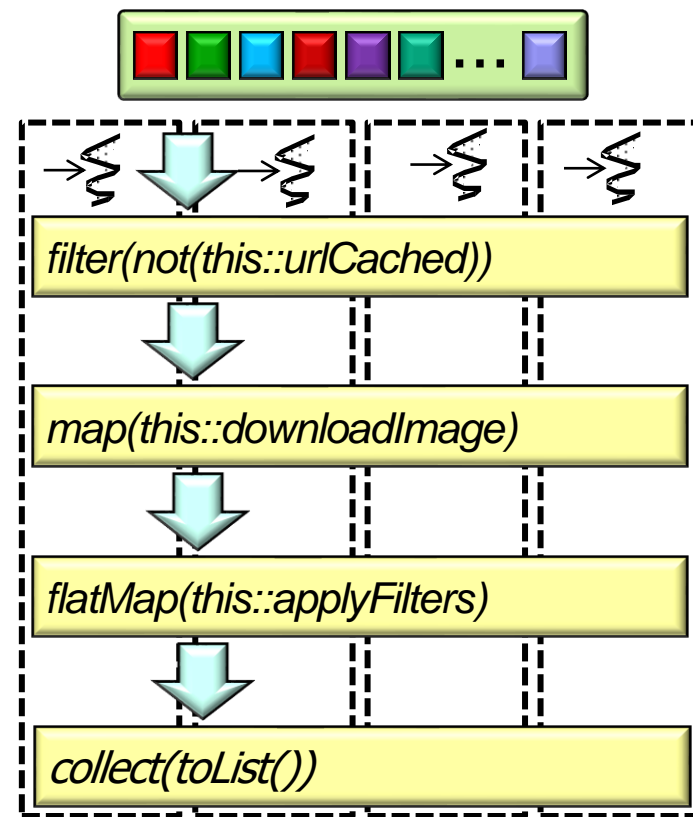 ...
filter(not(this::urlCached))
map(this::downloadImage)
flatMap(this::applyFilters)
collect(toList())